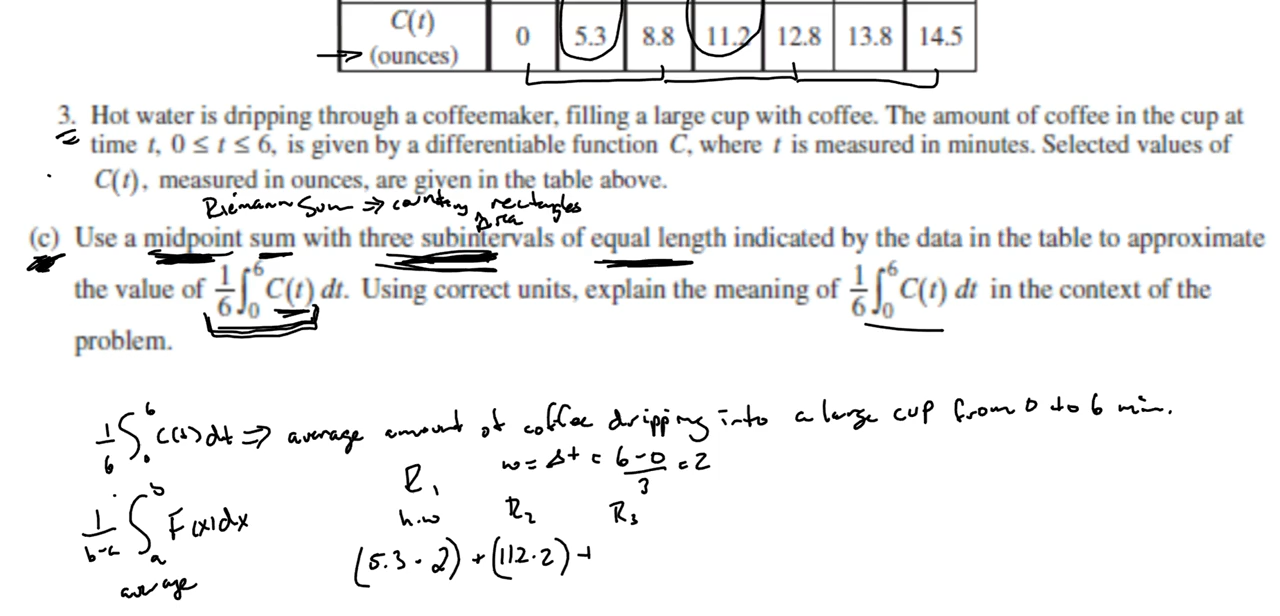 C(t)
(ounces) 0 5.3 8.8 11.2 12.8 13.8 14.5
3. Hot water is dripping through a coffeemaker, filling a large cup with coffee. The amount of coffee in the cup at
time t, 0 ≤ t ≤ 6, is given by a differentiable function C, where t is measured in minutes. Selected values of
C(t), measured in ounces, are given in the table above.
Riemann Sum ⇒ counting rectangles
Area
(c) Use a midpoint sum with three subintervals of equal length indicated by the data in the table to approximate
the value of 1/6 ∫₀⁶ C(t) dt. Using correct units, explain the meaning of 1/6 ∫₀⁶ C(t) dt in the context of the
problem.
1/6 ∫₀⁶ C(t) dt ⇒ average amount of coffee dripping into a large cup from 0 to 6 min.
R₁ w = Δt = (6-0)/3 = 2
1/(b-a) ∫ₐᵇ F(x)dx h.w R₂ R₃
(5.3 · 2) + (112·2) +
average